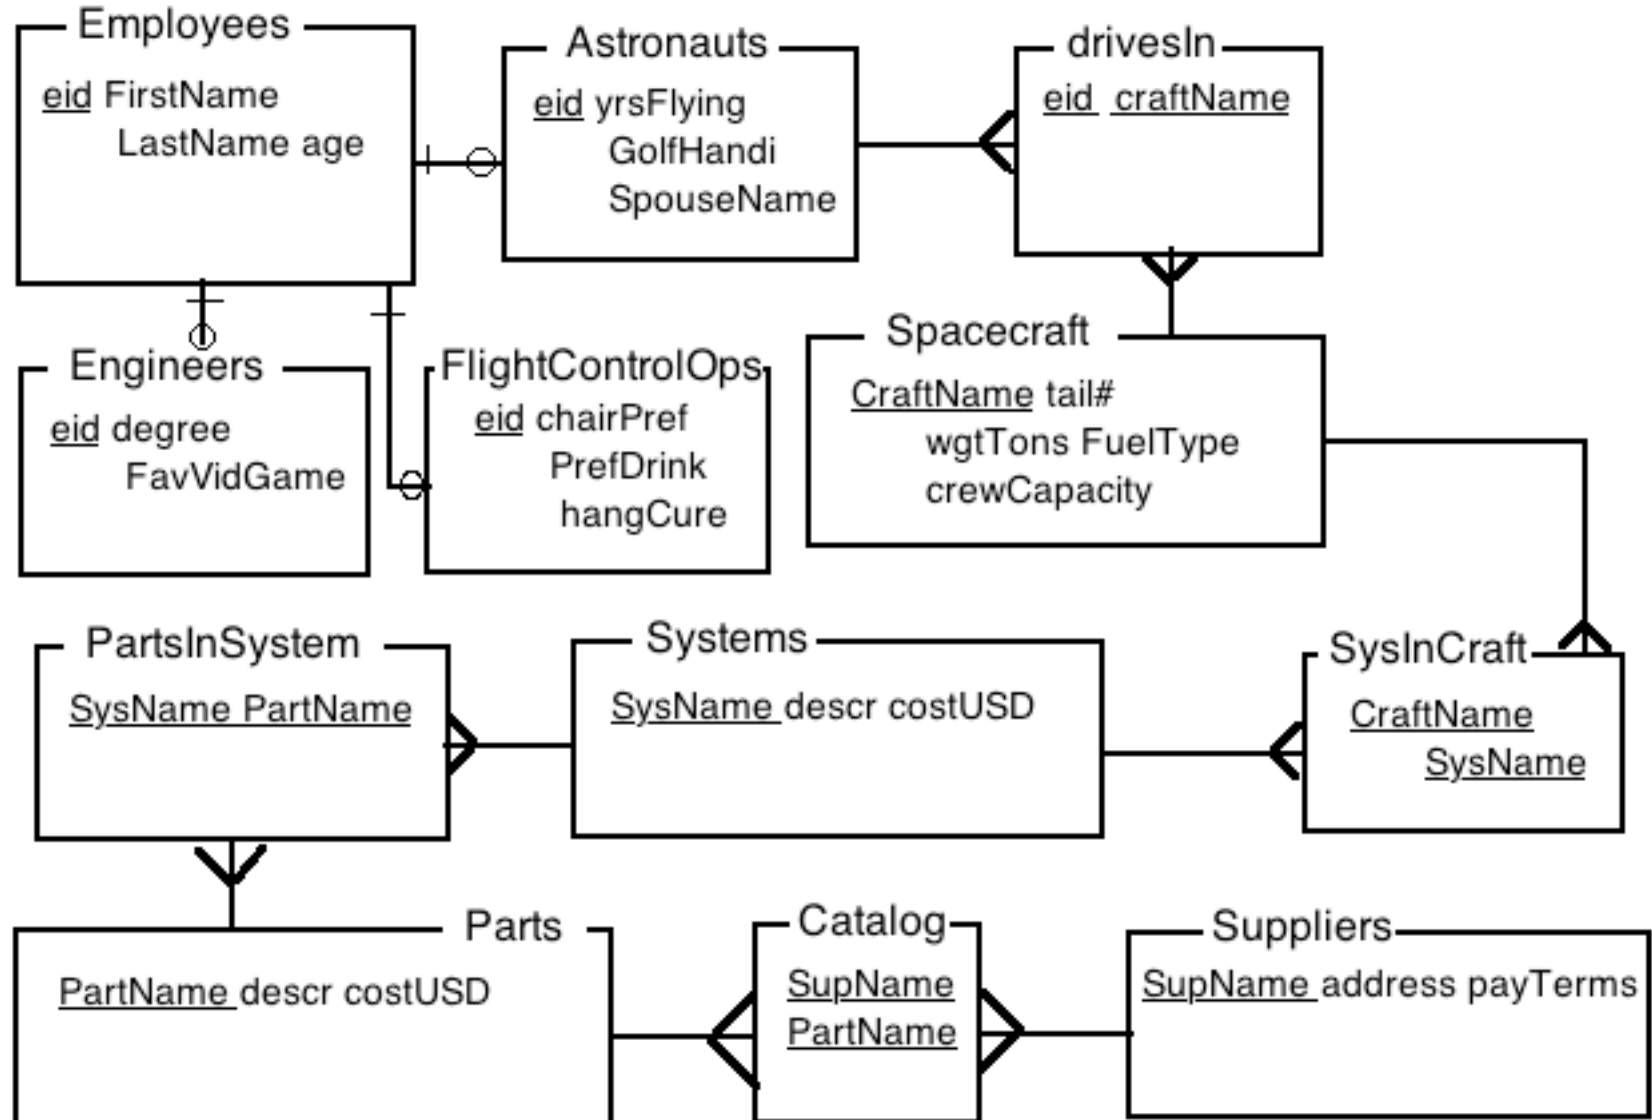 Employees
eid FirstName
LastName age
Astronauts
eid yrsFlying
GolfHandi
SpouseName
drivesIn
eid craftName
Engineers
eid degree
FavVidGame
FlightControlOps
eid chairPref
PrefDrink
hangCure
Spacecraft
CraftName tail#
wgtTons FuelType
crewCapacity
PartsInSystem
SysName PartName
Systems
SysName descr costUSD
SysInCraft
CraftName
SysName
Parts
PartName descr costUSD
Catalog
SupName
PartName
Suppliers
SupName address payTerms